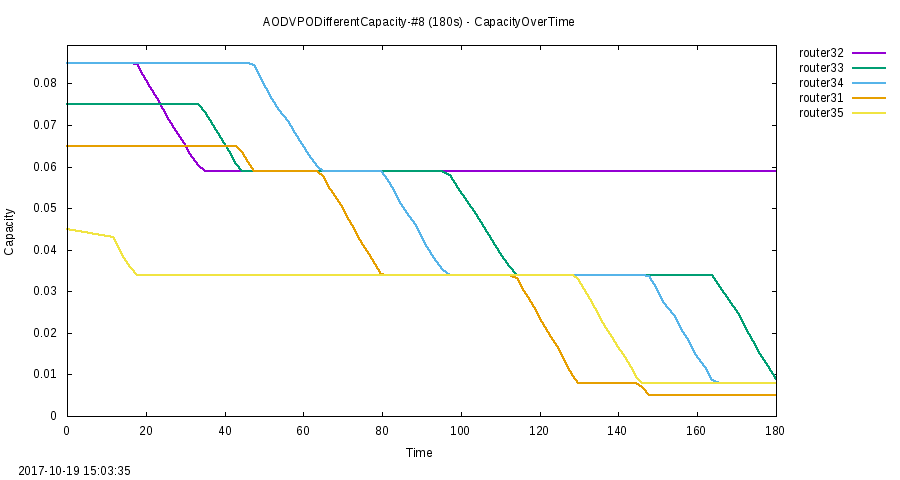 AODVPODifferentCapacity-#8 (180s) - CapacityOverTime
router32
router33
router34
router31
router35
0.08
0.07
0.06
0.05
0.04
0.03
0.02
0.01
0
Capacity
0 20 40 60 80 100 120 140 160 180
Time
2017-10-19 15:03:35